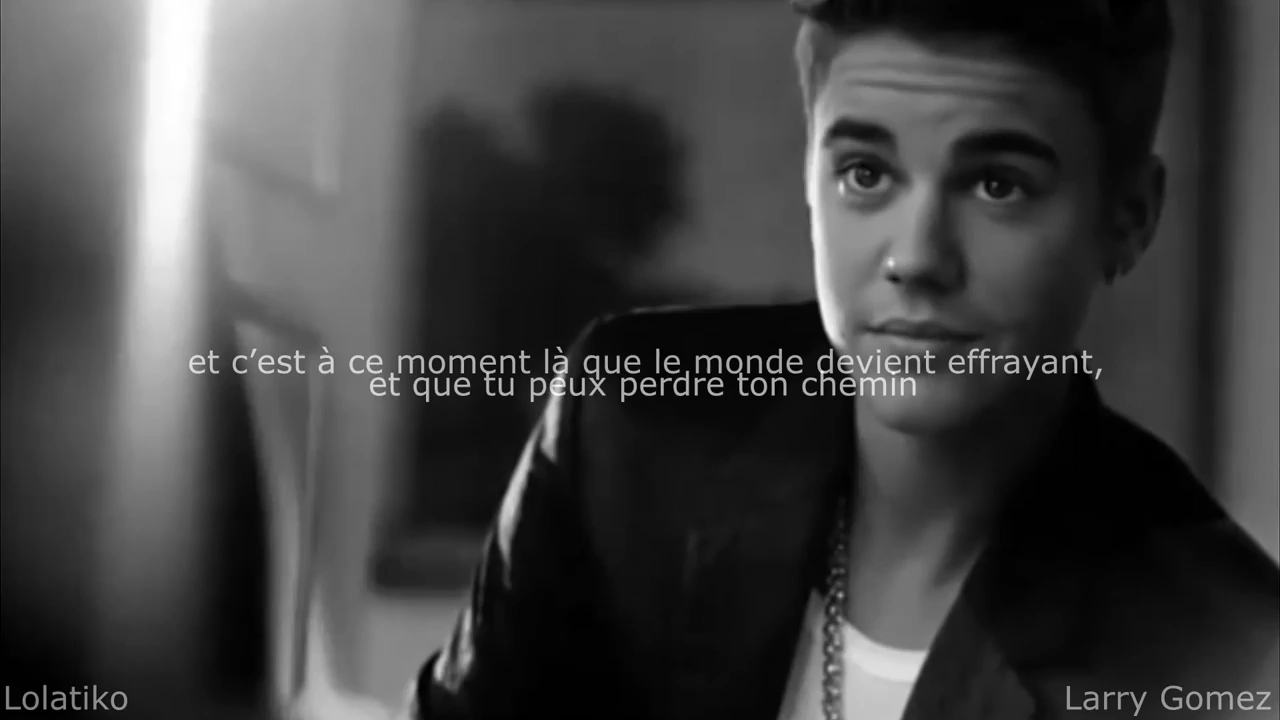 et c’est à ce moment là que le monde devient effrayant,
et que tu peux perdre ton chemin
Lolatiko
Larry Gomez